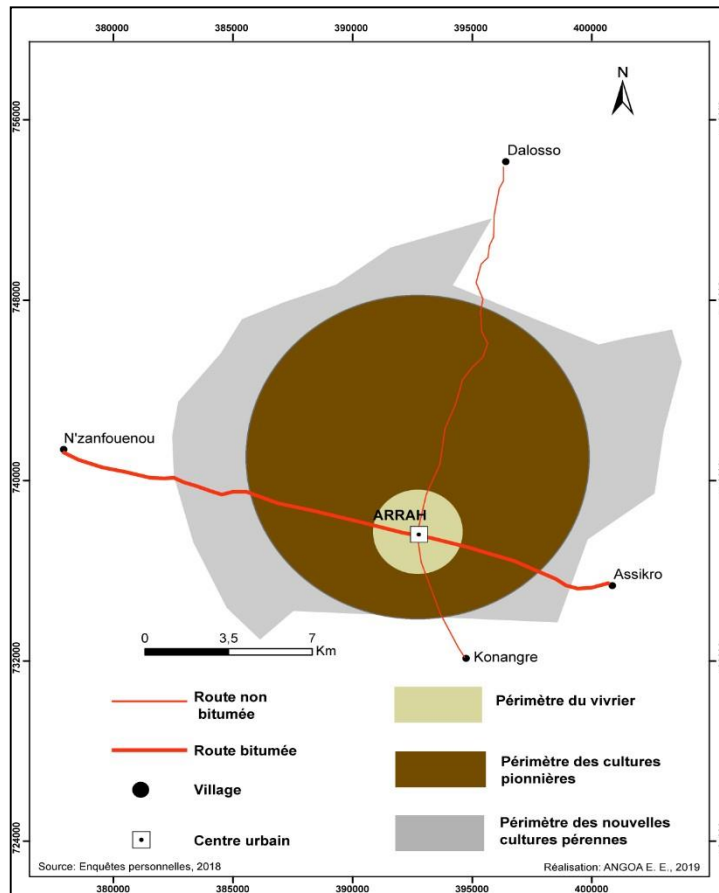 380000 385000 390000 395000 400000
N
756000
Dalosso
748000
N'zanfouenou
740000
ARRAH
Assikro
0 3,5 7
Km
732000
Konangre
Route non
bitumée
Périmètre du vivrier
Route bitumée
Périmètre des cultures
pionnières
Village
Périmètre des nouvelles
cultures pérennes
Centre urbain
724000
Source: Enquêtes personnelles, 2018
Réalisation: ANGOA E. E., 2019
380000 385000 390000 395000 400000